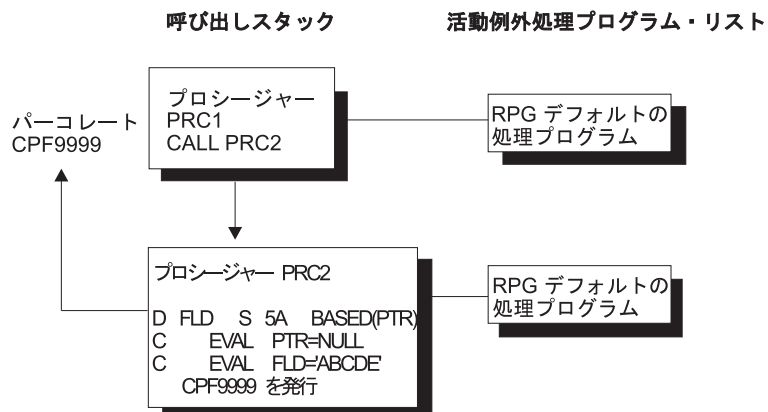 呼び出しスタック
活動例外処理プログラム・リスト
パーコレート
CPF9999
プロシージャー
PRC1
CALL PRC2
RPG デフォルトの
処理プログラム
プロシージャー PRC2
D FLD S 5A BASED(PTR)
C EVAL PTR=NULL
C EVAL FLD='ABCDE'
CPF9999 を発行
RPG デフォルトの
処理プログラム